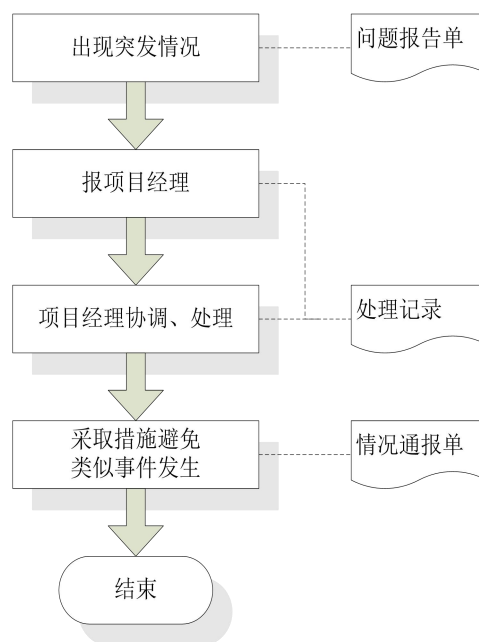 出现突发情况
问题报告单
报项目经理
项目经理协调、处理
处理记录
采取措施避免
类似事件发生
情况通报单
结束